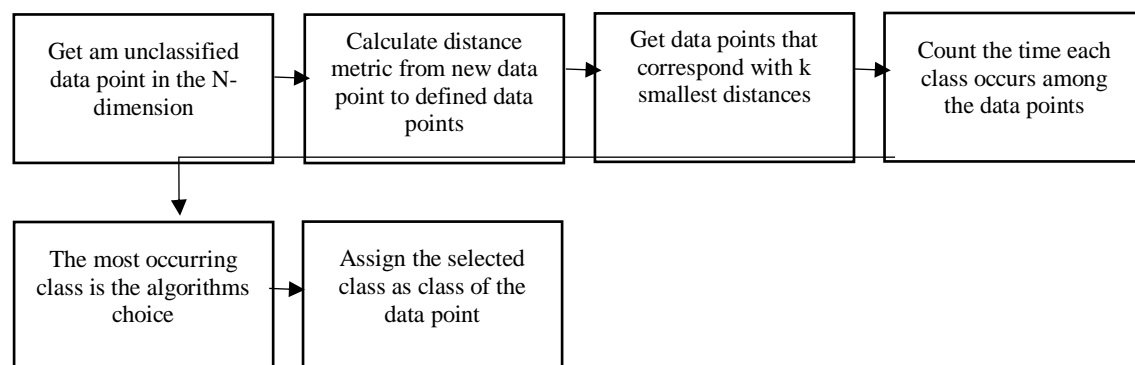 Get am unclassified
data point in the N-
dimension
Calculate distance
metric from new data
point to defined data
points
Get data points that
correspond with k
smallest distances
Count the time each
class occurs among
the data points
The most occurring
class is the algorithms
choice
Assign the selected
class as class of the
data point